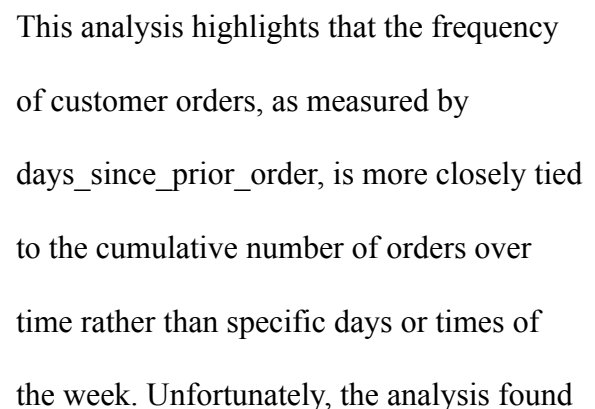 This analysis highlights that the frequency
of customer orders, as measured by
days_since_prior_order, is more closely tied
to the cumulative number of orders over
time rather than specific days or times of
the week. Unfortunately, the analysis found